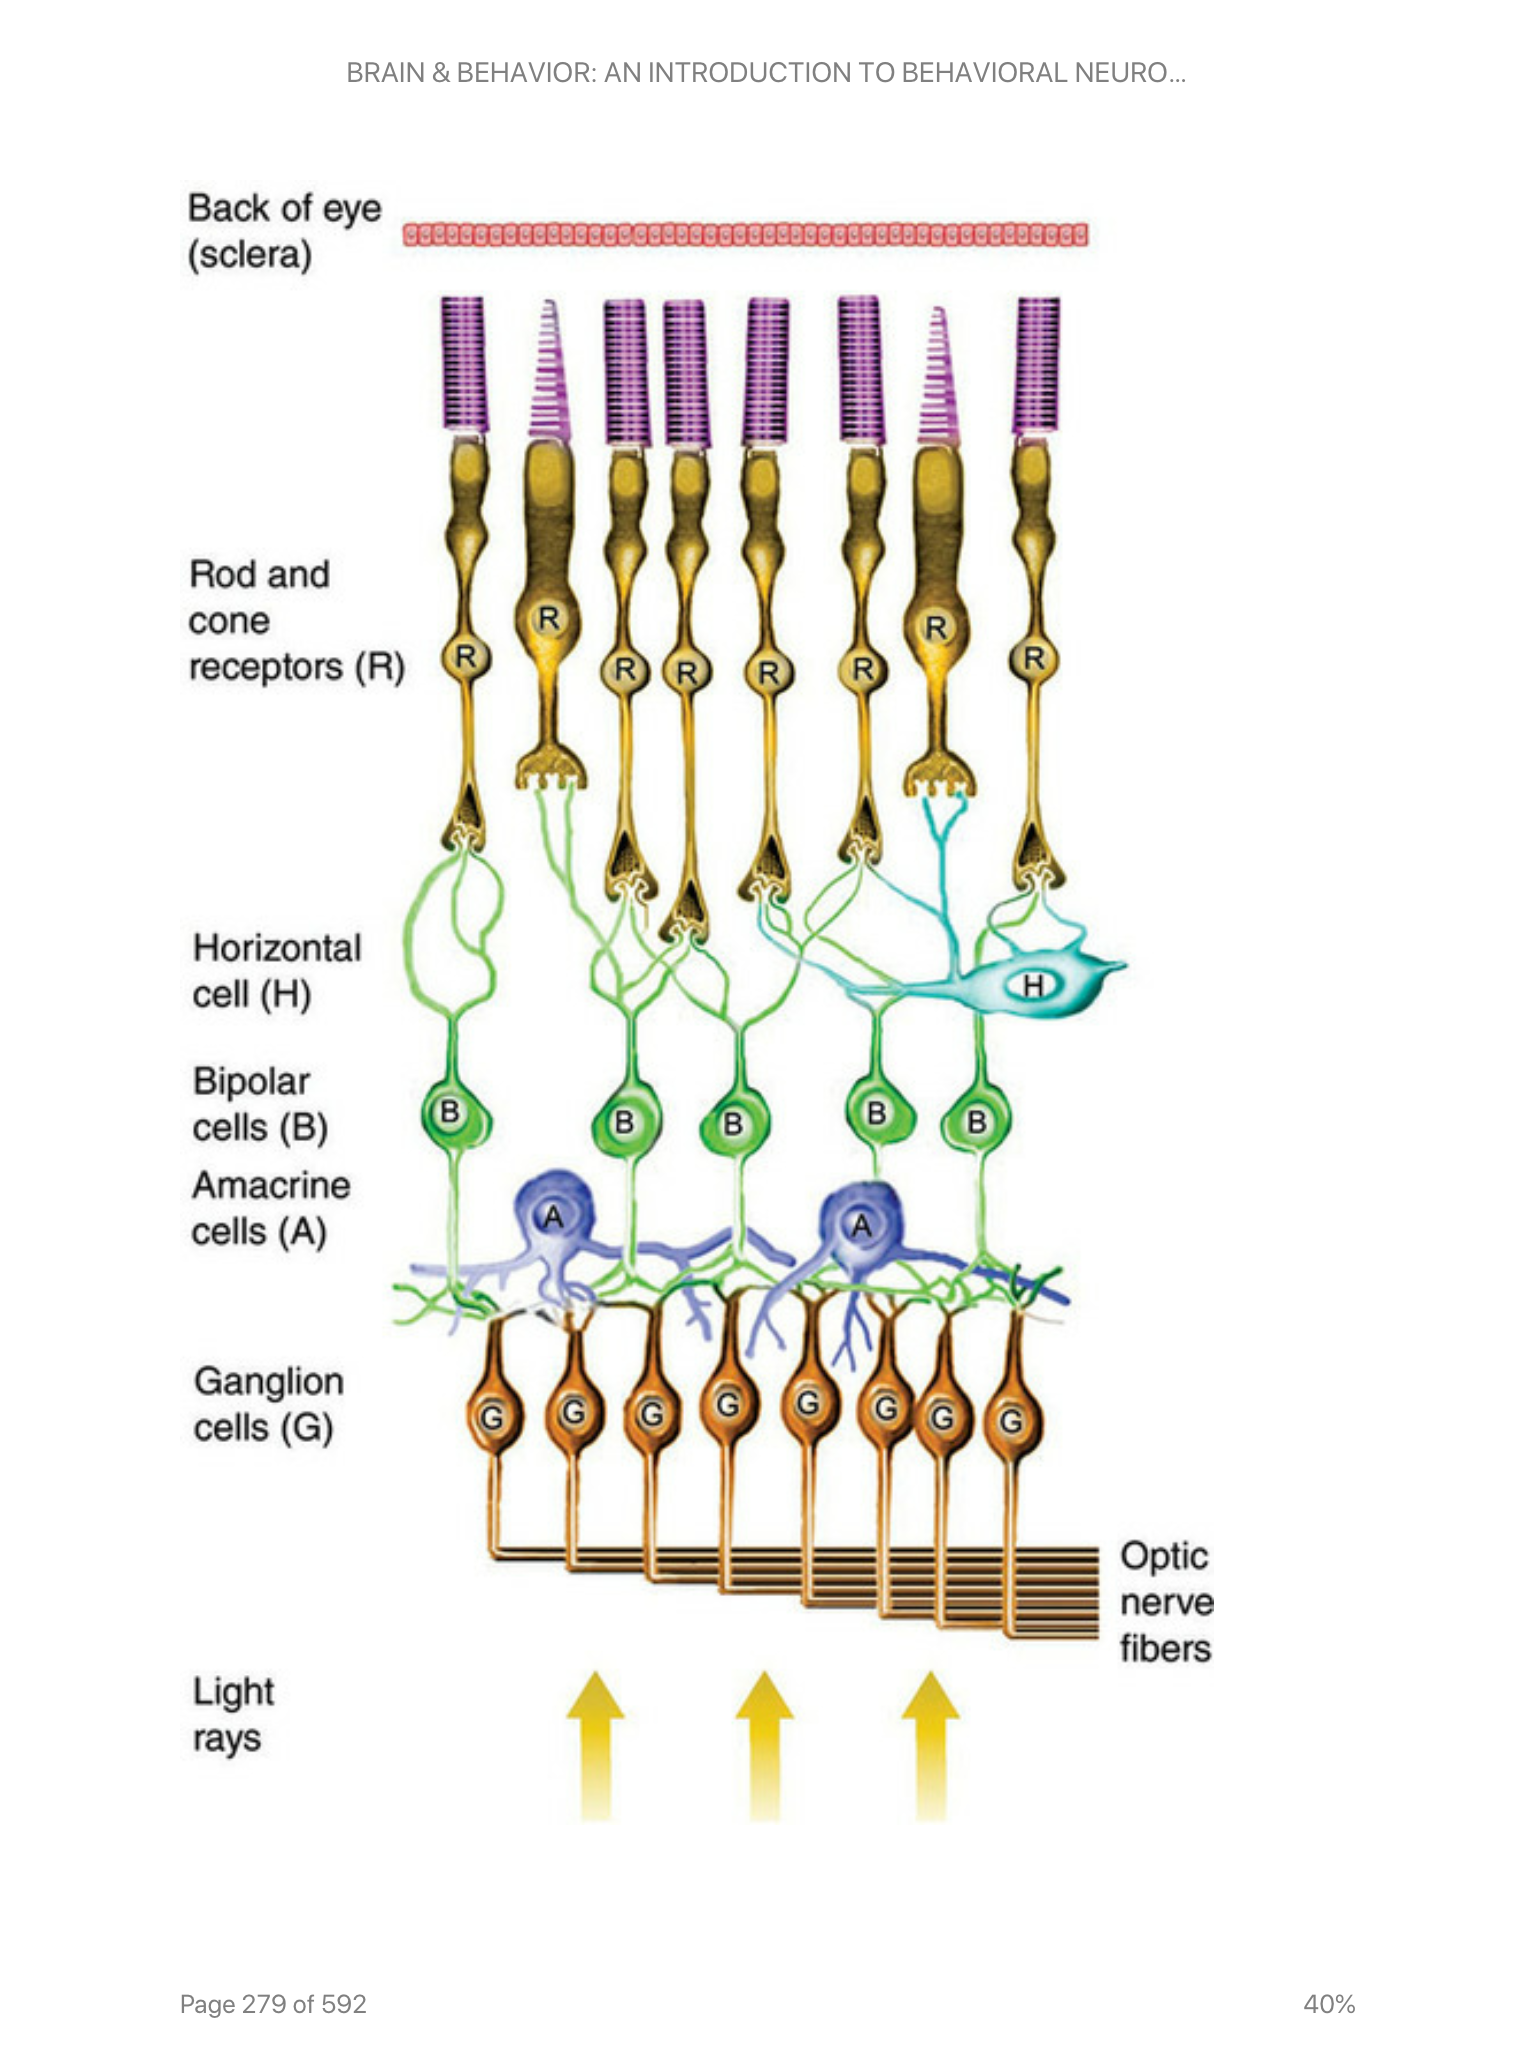 BRAIN & BEHAVIOR: AN INTRODUCTION TO BEHAVIORAL NEURO...
Back of eye
(sclera)
Rod and
cone
receptors (R)
R
R
R
R
R
R
R
R
Horizontal
cell (H)
H
Bipolar
cells (B)
B
B
B
B
B
Amacrine
cells (A)
A
A
Ganglion
cells (G)
G
G
G
G
G
G
G
G
Optic
nerve
fibers
Light
rays
Page 279 of 592
40%